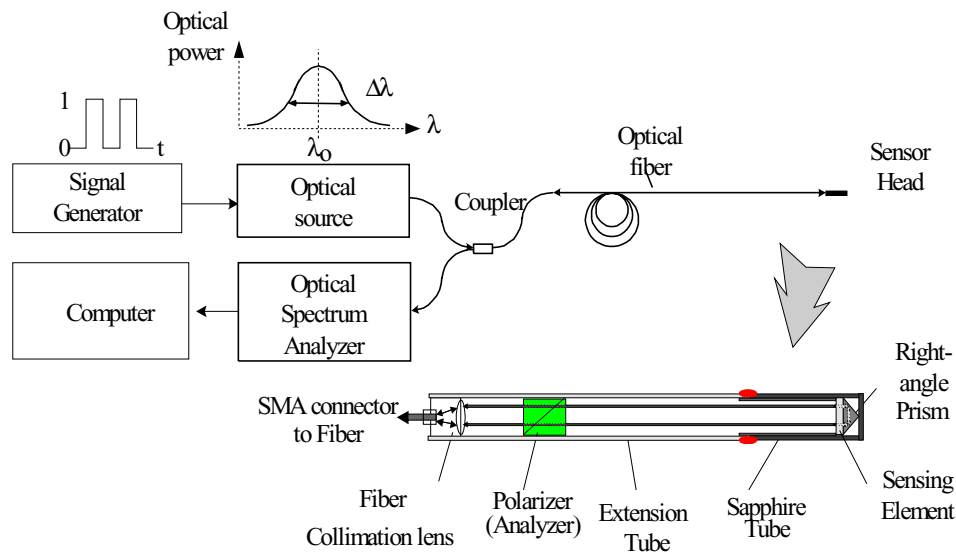 Optical
power
Δλ
λ
λo
1
0
t
Signal
Generator
Optical
source
Coupler
Optical
fiber
Sensor
Head
Computer
Optical
Spectrum
Analyzer
Right-
angle
Prism
SMA connector
to Fiber
Fiber
Collimation lens
Polarizer
(Analyzer)
Extension
Tube
Sapphire
Tube
Sensing
Element